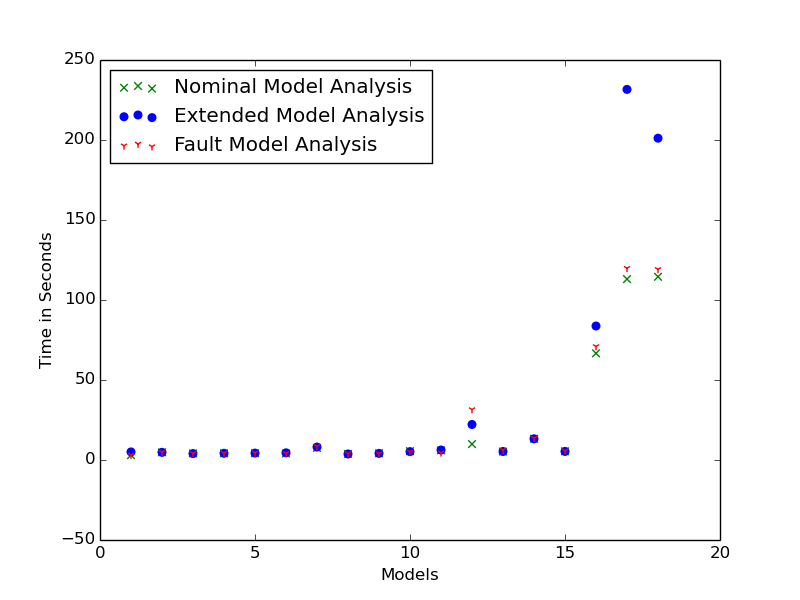 250
200
150
100
50
0
−50
Time in Seconds
Nominal Model Analysis
Extended Model Analysis
Fault Model Analysis
0 5 10 15 20
Models